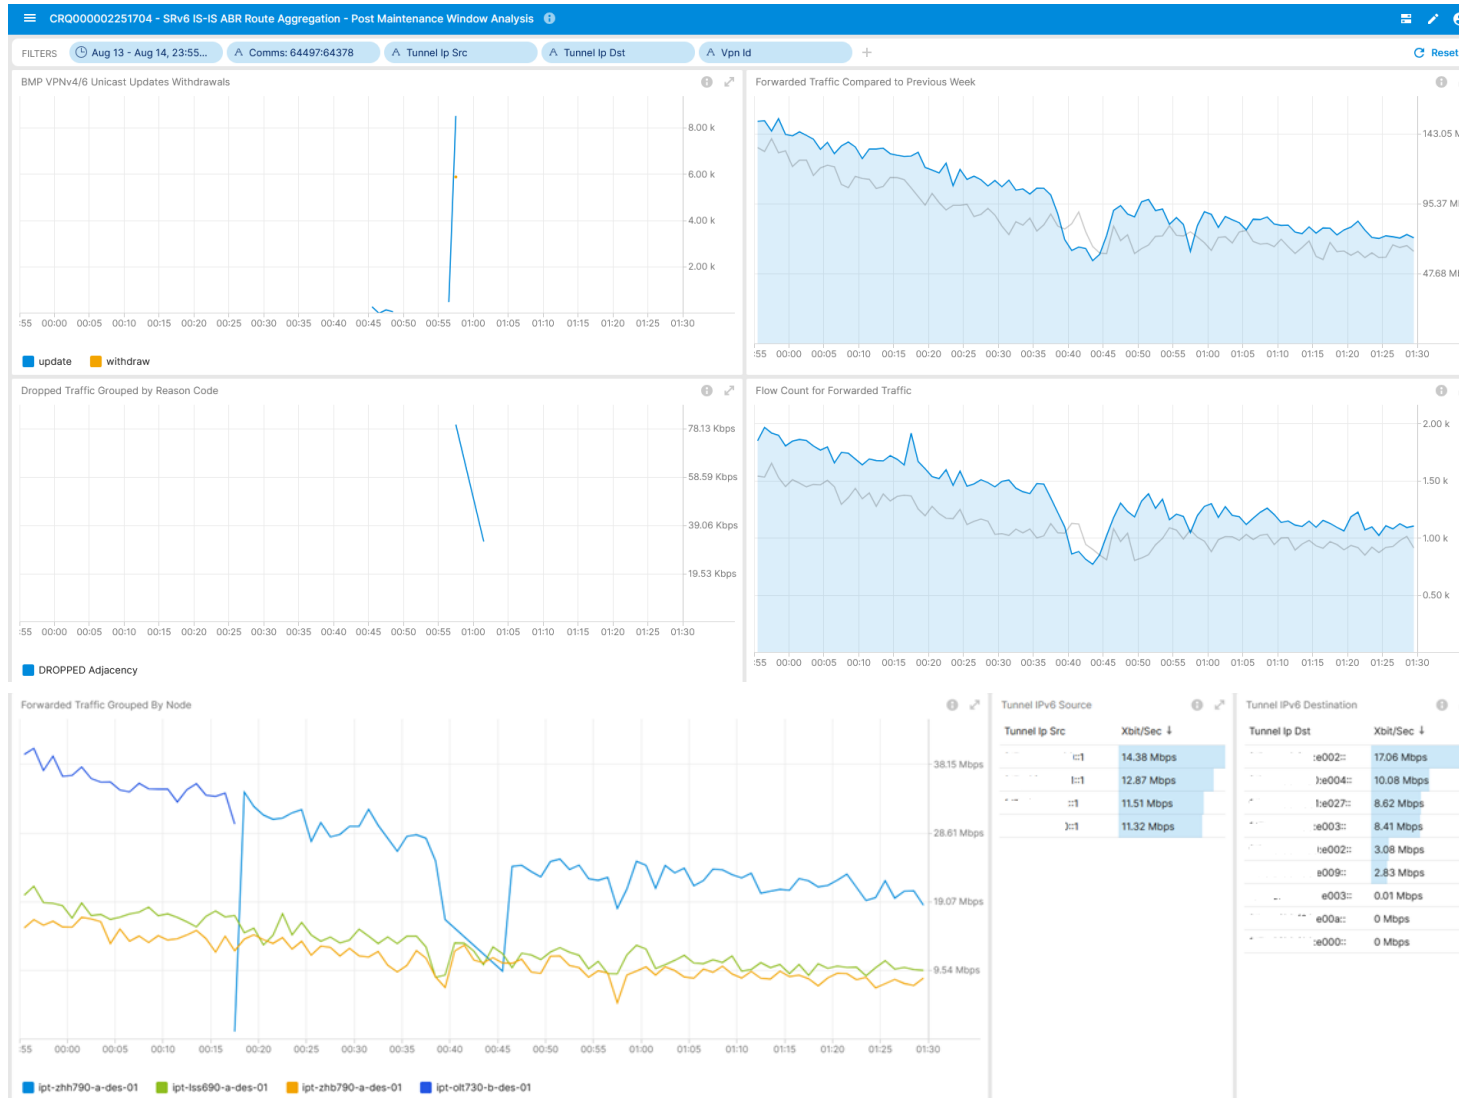 CRQ000002251704 - SRv6 IS-IS ABR Route Aggregation - Post Maintenance Window Analysis
FILTERS Aug 13 - Aug 14, 23:55... Comms: 64497:64378 Tunnel Ip Src Tunnel Ip Dst Vpn Id Reset
BMP VPNv4/6 Unicast Updates Withdrawals
8.00 k
6.00 k
4.00 k
2.00 k
:55 00:00 00:05 00:10 00:15 00:20 00:25 00:30 00:35 00:40 00:45 00:50 00:55 01:00 01:05 01:10 01:15 01:20 01:25 01:30
update withdraw
Forwarded Traffic Compared to Previous Week
143.05 M
95.37 M
47.68 M
:55 00:00 00:05 00:10 00:15 00:20 00:25 00:30 00:35 00:40 00:45 00:50 00:55 01:00 01:05 01:10 01:15 01:20 01:25 01:30
Dropped Traffic Grouped by Reason Code
78.13 Kbps
58.59 Kbps
39.06 Kbps
19.53 Kbps
:55 00:00 00:05 00:10 00:15 00:20 00:25 00:30 00:35 00:40 00:45 00:50 00:55 01:00 01:05 01:10 01:15 01:20 01:25 01:30
DROPPED Adjacency
Flow Count for Forwarded Traffic
2.00 k
1.50 k
1.00 k
0.50 k
:55 00:00 00:05 00:10 00:15 00:20 00:25 00:30 00:35 00:40 00:45 00:50 00:55 01:00 01:05 01:10 01:15 01:20 01:25 01:30
Forwarded Traffic Grouped By Node
38.15 Mbps
28.61 Mbps
19.07 Mbps
9.54 Mbps
:55 00:00 00:05 00:10 00:15 00:20 00:25 00:30 00:35 00:40 00:45 00:50 00:55 01:00 01:05 01:10 01:15 01:20 01:25 01:30
ipt-zhh790-a-des-01 ipt-lss690-a-des-01 ipt-zhb790-a-des-01 ipt-olt730-b-des-01
Tunnel IPv6 Source
Tunnel Ip Src Xbit/Sec ↓
::1 14.38 Mbps
::1 12.87 Mbps
::1 11.51 Mbps
::1 11.32 Mbps
Tunnel IPv6 Destination
Tunnel Ip Dst Xbit/Sec ↓
:e002:: 17.06 Mbps
:e004:: 10.08 Mbps
:e027:: 8.62 Mbps
:e003:: 8.41 Mbps
:e002:: 3.08 Mbps
e009:: 2.83 Mbps
e003:: 0.01 Mbps
e00a:: 0 Mbps
:e000:: 0 Mbps